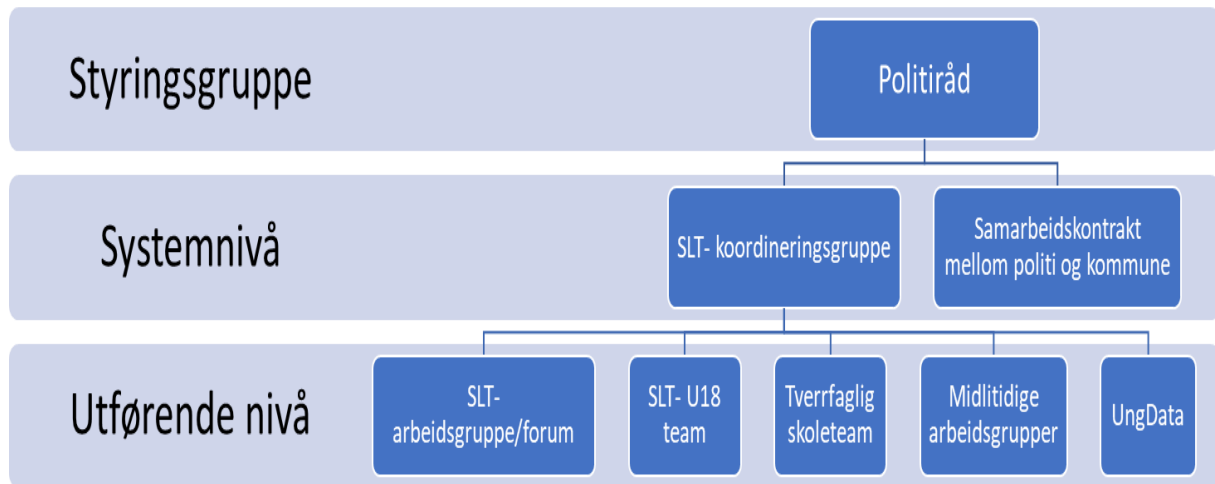 Styringsgruppe
Politiråd
Systemnivå
SLT- koordineringsgruppe
Samarbeidskontrakt
mellom politi og kommune
Utførende nivå
SLT-
arbeidsgruppe/forum
SLT- U18
team
Tverrfaglig
skoleteam
Midlitidige
arbeidsgrupper
UngData